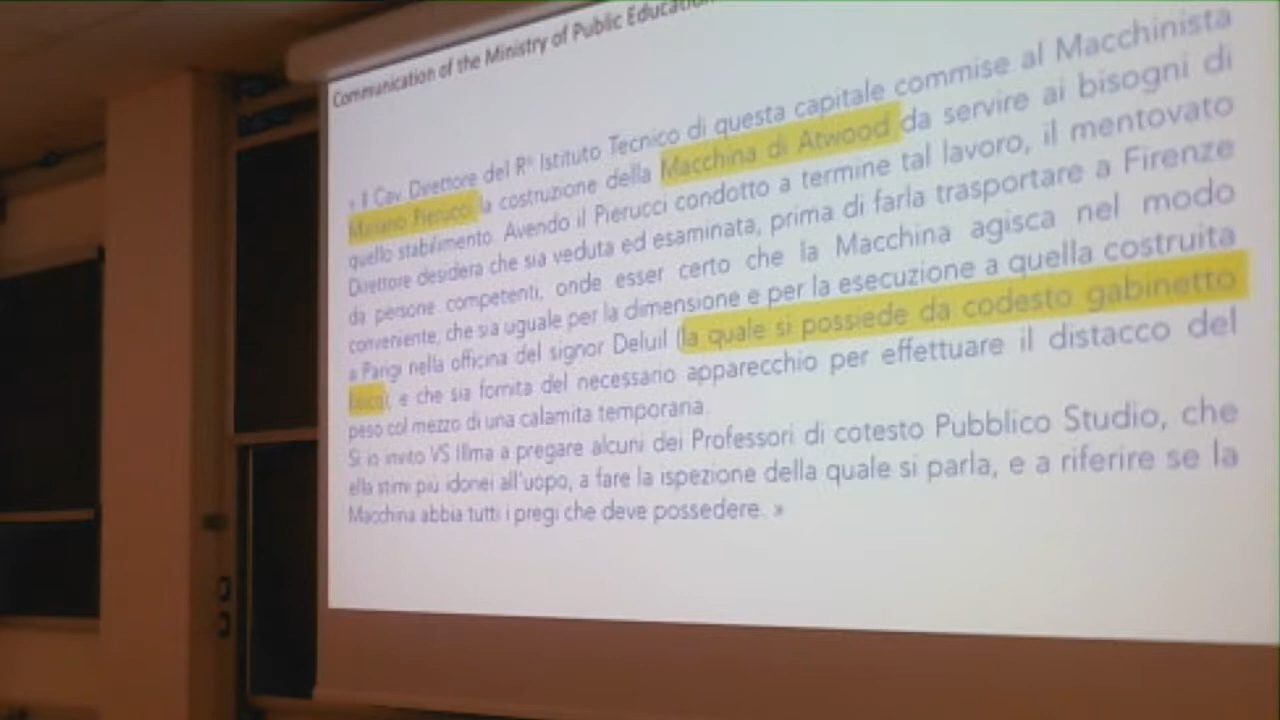 Communication of the Ministry of Public Education
« Il Cav. Direttore del R° Istituto Tecnico di questa capitale commise al Macchinista
Mariano Pierucci la costruzione della Macchina di Atwood da servire ai bisogni di
quello stabilimento. Avendo il Pierucci condotto a termine tal lavoro, il mentovato
Direttore desidera che sia veduta ed esaminata, prima di farla trasportare a Firenze
da persone competenti, onde esser certo che la Macchina agisca nel modo
conveniente, che sia uguale per la dimensione e per la esecuzione a quella costruita
a Parigi nella officina del signor Deluil (la quale si possiede da codesto gabinetto
fisico), e che sia fornita del necessario apparecchio per effettuare il distacco del
peso col mezzo di una calamita temporaria.
Si io invito VS Illma a pregare alcuni dei Professori di cotesto Pubblico Studio, che
ella stimi più idonei all'uopo, a fare la ispezione della quale si parla, e a riferire se la
Macchina abbia tutti i pregi che deve possedere. »